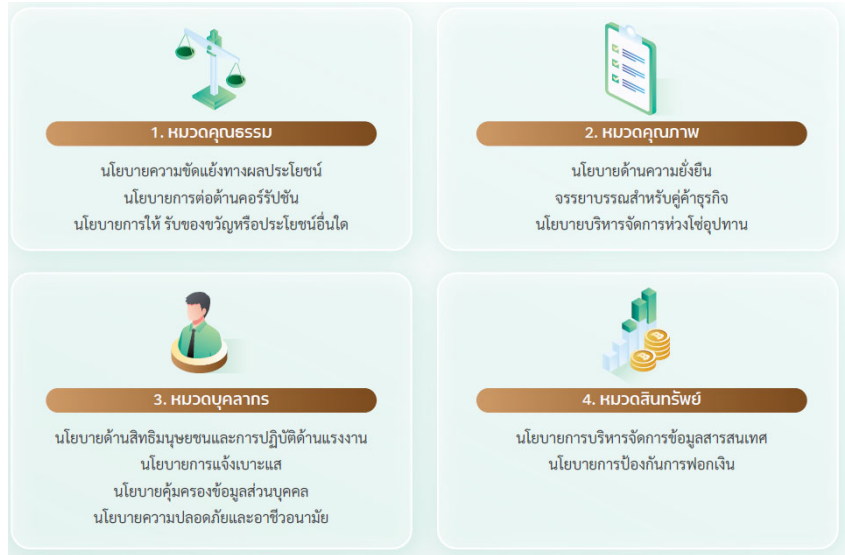 1. หมวดคุณธรรม
นโยบายความขัดแย้งทางผลประโยชน์
นโยบายการต่อต้านคอร์รัปชัน
นโยบายการให้ รับของขวัญหรือประโยชน์อื่นใด
2. หมวดคุณภาพ
นโยบายด้านความยั่งยืน
จรรยาบรรณสำหรับคู่ค้าธุรกิจ
นโยบายบริหารจัดการห่วงโซ่อุปทาน
3. หมวดบุคลากร
นโยบายด้านสิทธิมนุษยชนและการปฏิบัติด้านแรงงาน
นโยบายการแจ้งเบาะแส
นโยบายคุ้มครองข้อมูลส่วนบุคคล
นโยบายความปลอดภัยและอาชีวอนามัย
4. หมวดสินทรัพย์
นโยบายการบริหารจัดการข้อมูลสารสนเทศ
นโยบายการป้องกันการฟอกเงิน